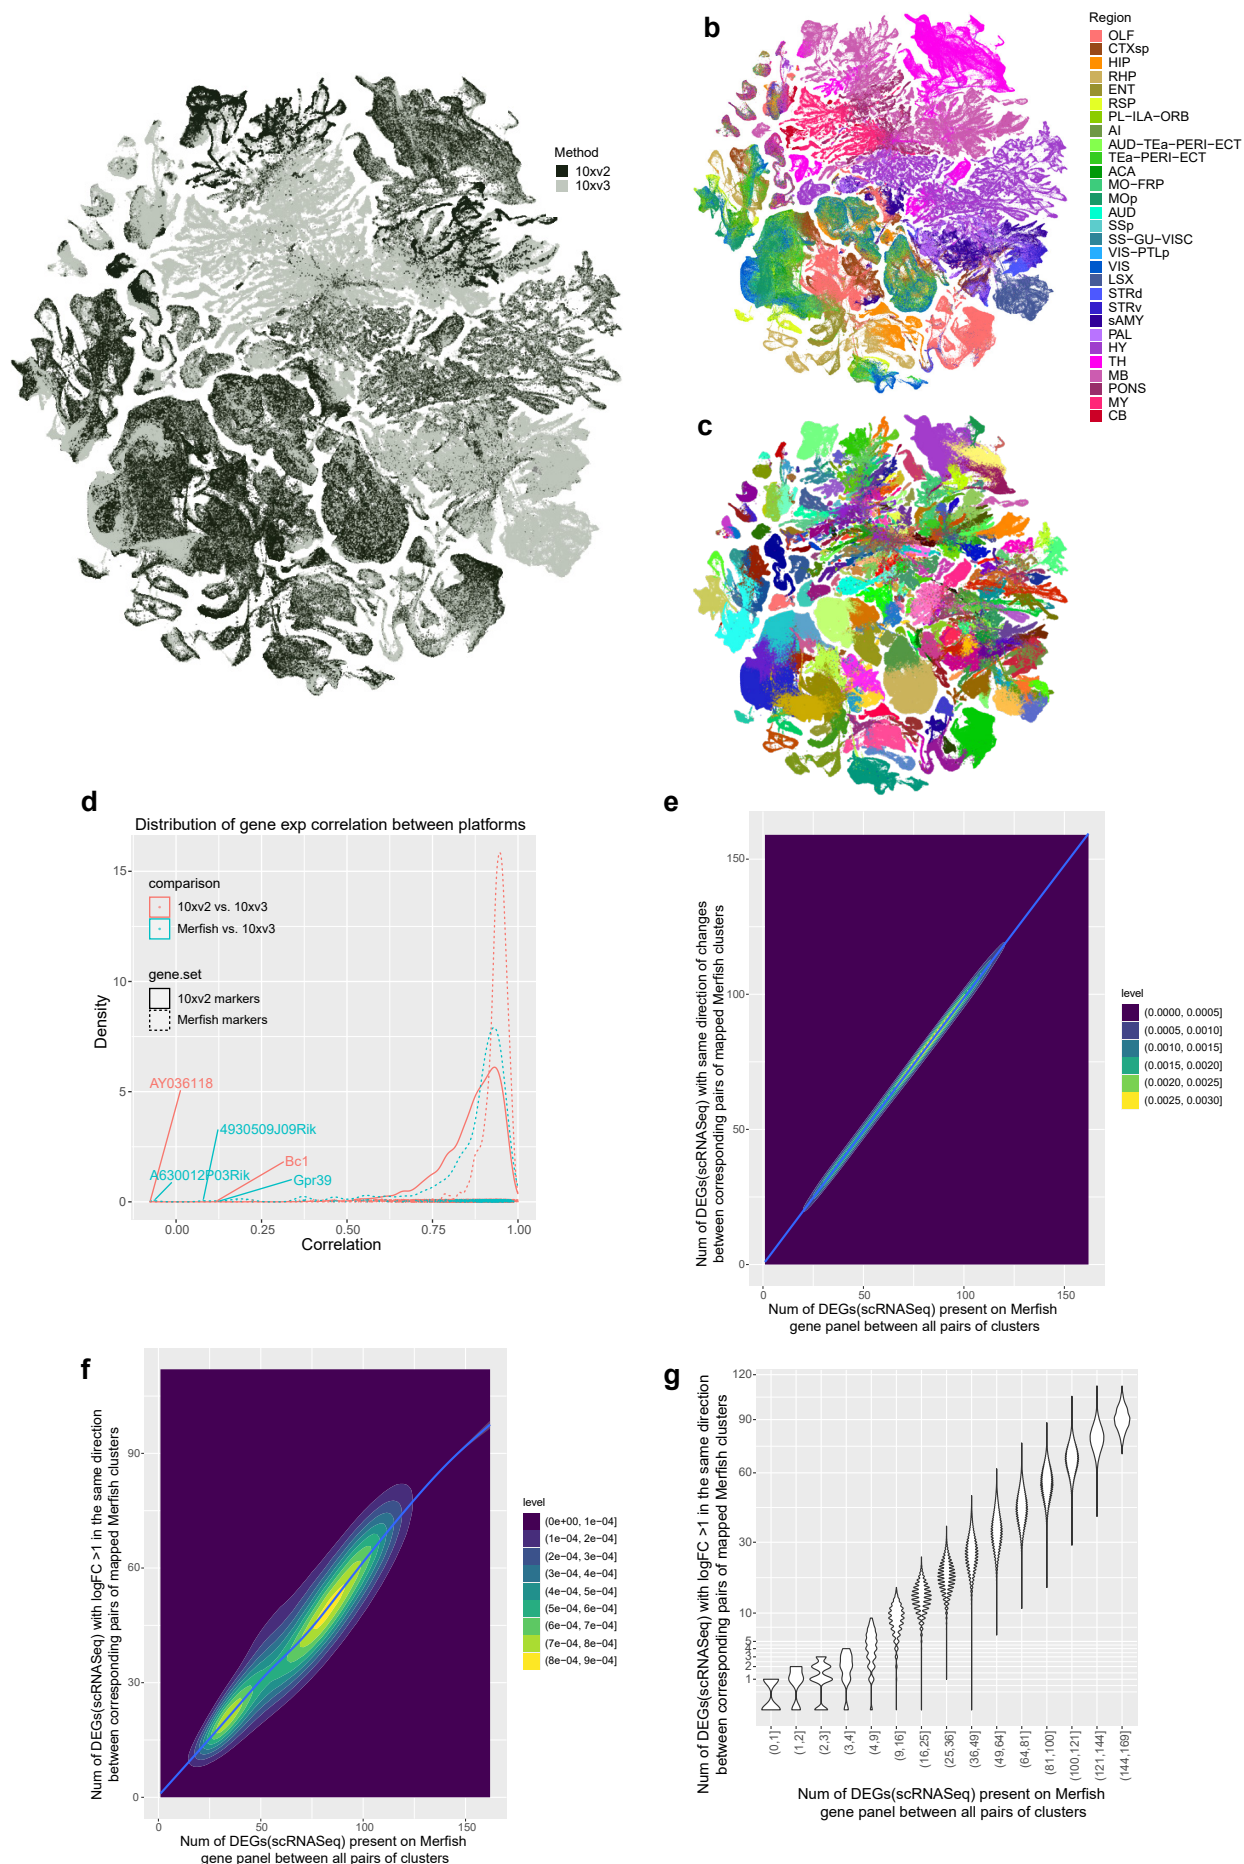 Method
10xv2
10xv3
b
Region
OLF
CTXsp
HIP
RHP
ENT
RSP
PL−ILA−ORB
AI
AUD−TEa−PERI−ECT
TEa−PERI−ECT
ACA
MO−FRP
MOp
AUD
SSp
SS−GU−VISC
VIS−PTLp
VIS
LSX
STRd
STRv
sAMY
PAL
HY
TH
MB
PONS
MY
CB
c
d
Distribution of gene exp correlation between platforms
comparison
10xv2 vs. 10xv3
Merfish vs. 10xv3
gene.set
10xv2 markers
Merfish markers
AY036118
4930509J09Rik
A630012P03Rik
Bc1
Gpr39
Density
15
10
5
0
0.00
0.25
0.50
0.75
1.00
Correlation
e
Num of DEGs(scRNASeq) with same direction of changes
between corresponding pairs of mapped Merfish clusters
150
100
50
0
0
50
100
150
Num of DEGs(scRNASeq) present on Merfish
gene panel between all pairs of clusters
level
(0.0000, 0.0005]
(0.0005, 0.0010]
(0.0010, 0.0015]
(0.0015, 0.0020]
(0.0020, 0.0025]
(0.0025, 0.0030]
f
Num of DEGs(scRNASeq) with logFC >1 in the same direction
between corresponding pairs of mapped Merfish clusters
90
60
30
0
0
50
100
150
Num of DEGs(scRNASeq) present on Merfish
gene panel between all pairs of clusters
level
(0e+00, 1e−04]
(1e−04, 2e−04]
(2e−04, 3e−04]
(3e−04, 4e−04]
(4e−04, 5e−04]
(5e−04, 6e−04]
(6e−04, 7e−04]
(7e−04, 8e−04]
(8e−04, 9e−04]
g
Num of DEGs(scRNASeq) with logFC >1 in the same direction
between corresponding pairs of mapped Merfish clusters
120
90
60
30
10
5
4
3
2
1
(0,1]
(1,2]
(2,3]
(3,4]
(4,9]
(9,16]
(16,25]
(25,36]
(36,49]
(49,64]
(64,81]
(81,100]
(100,121]
(121,144]
(144,169]
Num of DEGs(scRNASeq) present on Merfish
gene panel between all pairs of clusters